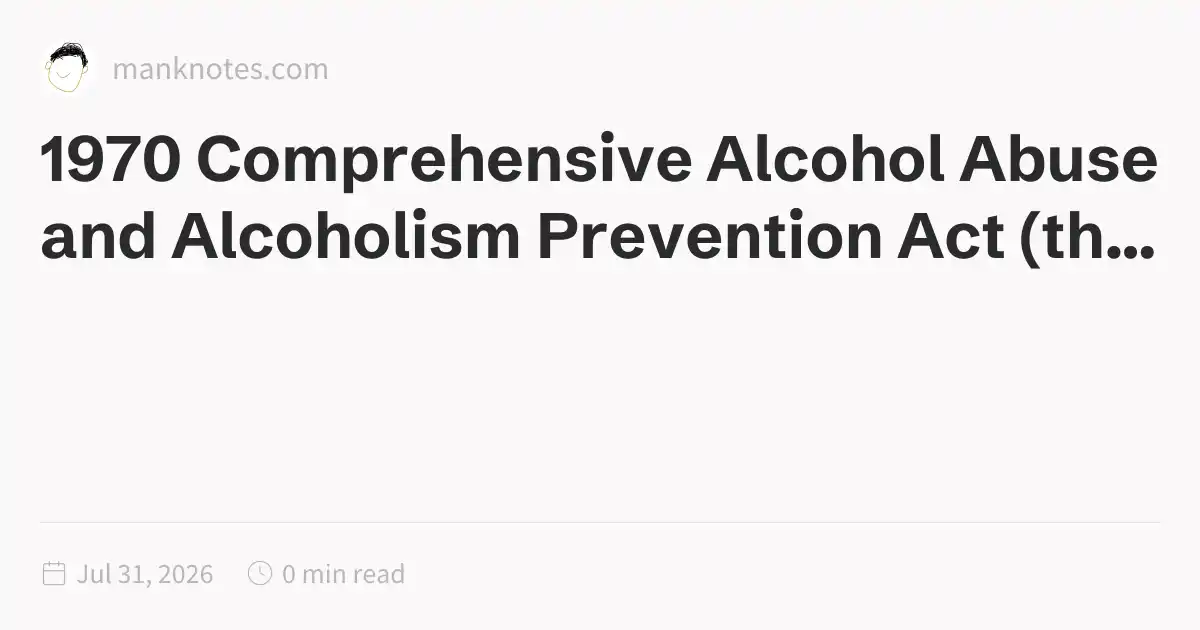 manknotes.com
1970 Comprehensive Alcohol Abuse
and Alcoholism Prevention Act (th...
Jul 31, 2026 0 min read